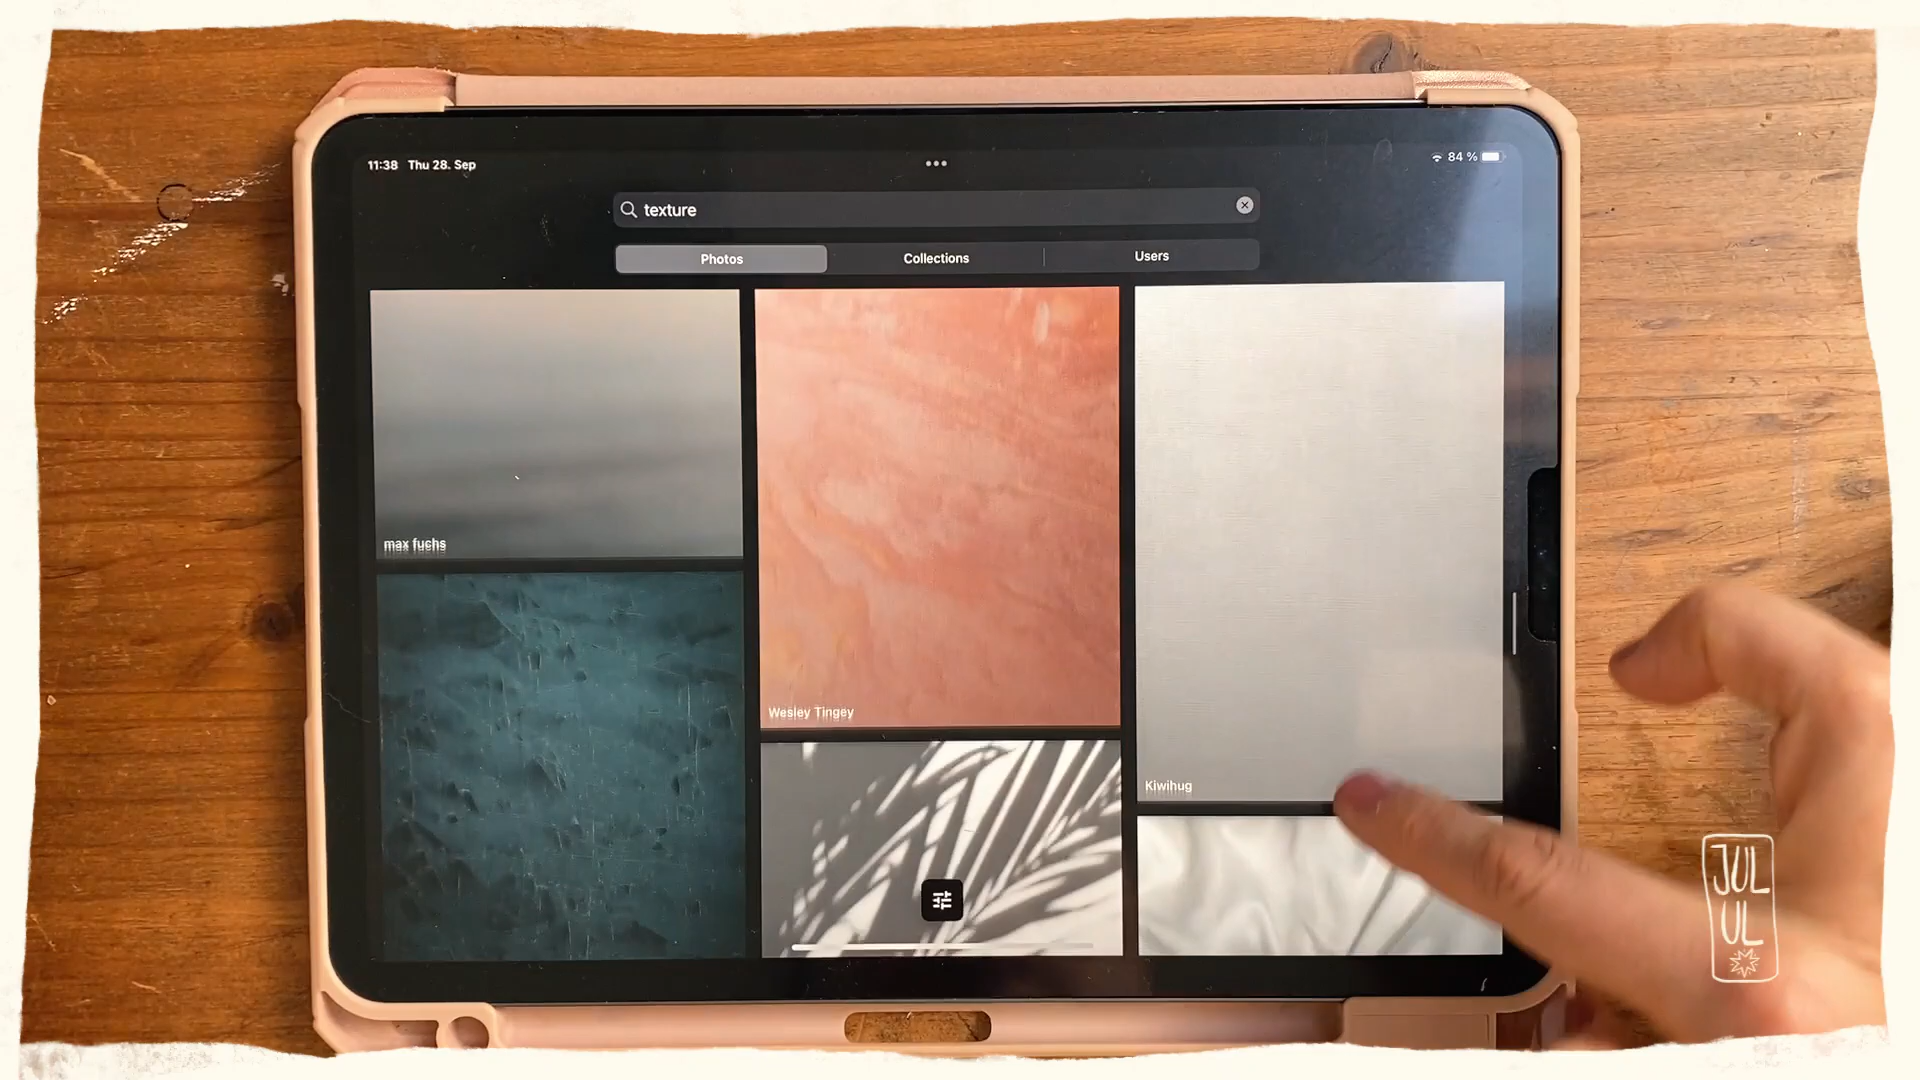 11:38 Thu 28. Sep
84 %
texture
Photos
Collections
Users
max fuchs
Wesley Tingey
Kiwihug
JUL
UL